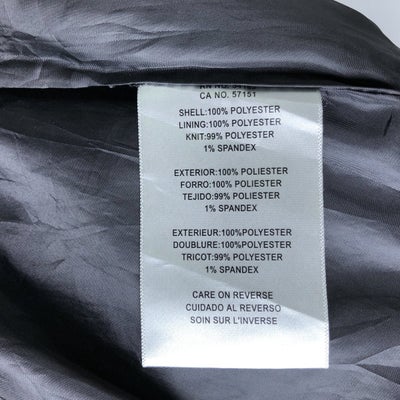 CA NO. 57151
SHELL:100% POLYESTER
LINING:100% POLYESTER
KNIT:99% POLYESTER
1% SPANDEX
EXTERIOR:100% POLIESTER
FORRO:100% POLIESTER
TEJIDO:99% POLIESTER
1% SPANDEX
EXTERIEUR:100%POLYESTER
DOUBLURE:100%POLYESTER
TRICOT:99% POLYESTER
1% SPANDEX
CARE ON REVERSE
CUIDADO AL REVERSO
SOIN SUR L'INVERSE